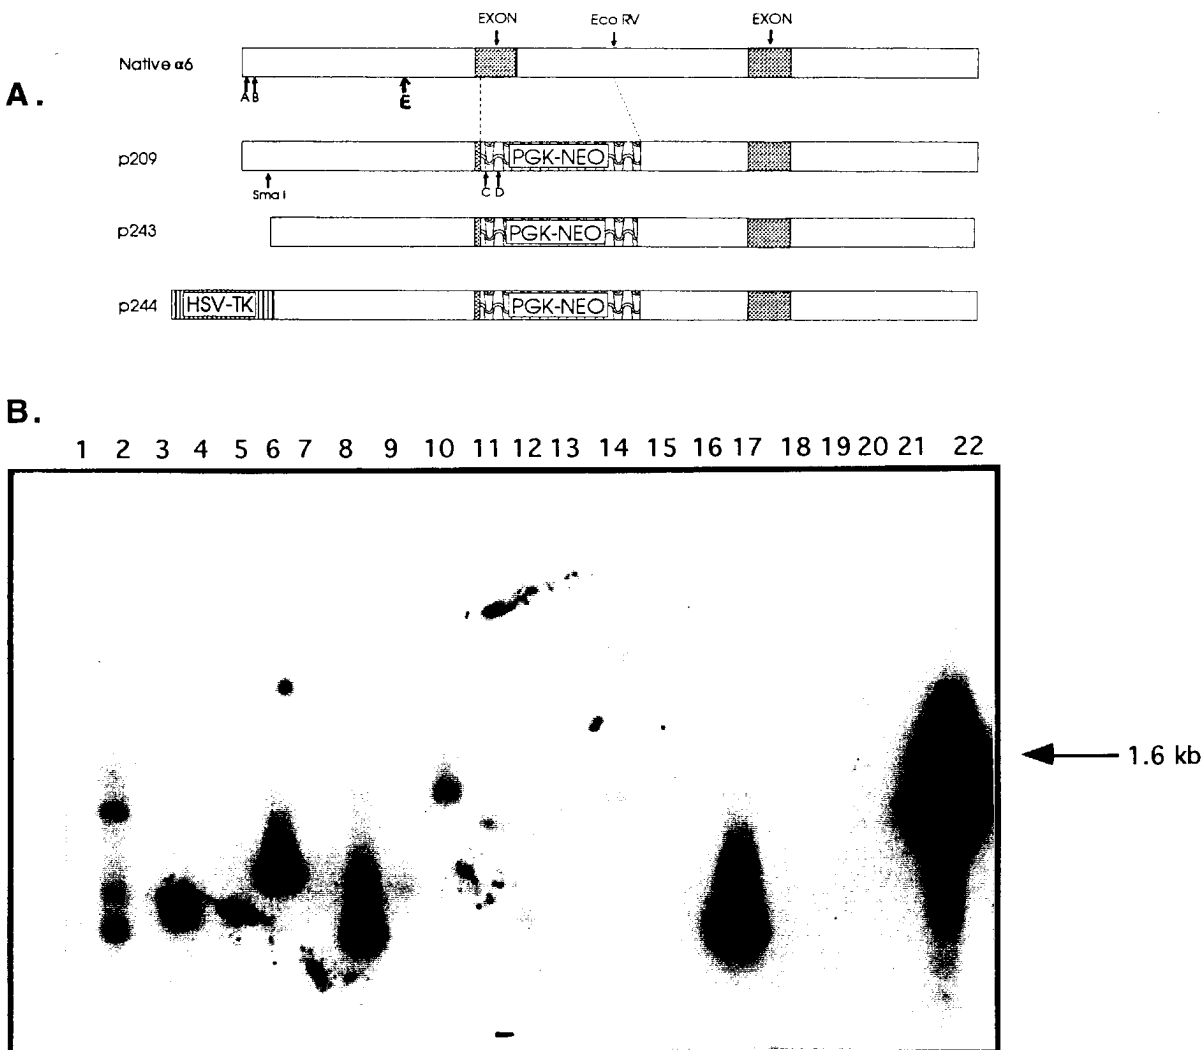 EXON Eco RV EXON
Native α6
A B E
A.
p209 PGK-NEO
Sma I C D
p243 PGK-NEO
p244 HSV-TK PGK-NEO
B.
1 2 3 4 5 6 7 8 9 10 11 12 13 14 15 16 17 18 19 20 21 22
1.6 kb